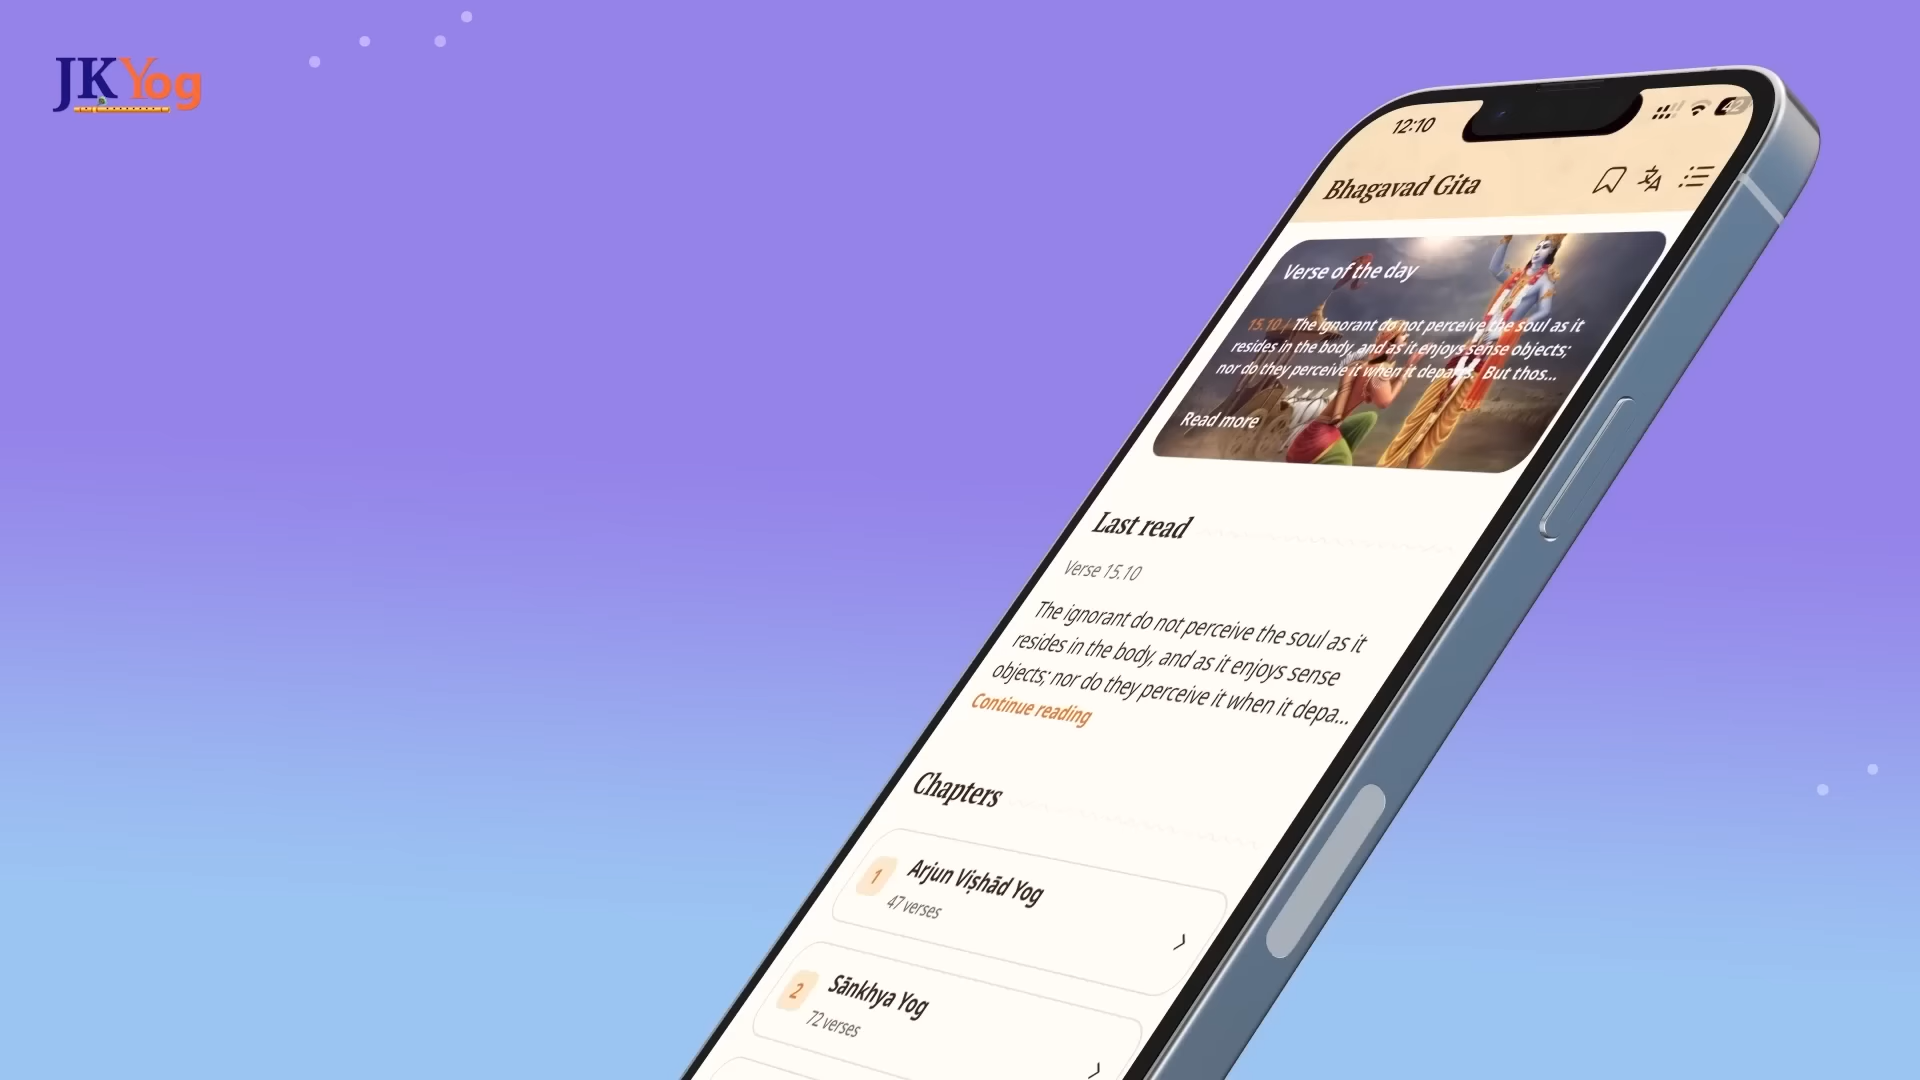 JKYog
12:10
42
Bhagavad Gita
Verse of the day
15.10 / The ignorant do not perceive the soul as it
resides in the body, and as it enjoys sense objects;
nor do they perceive it when it departs. But thos...
Read more
Last read
Verse 15.10
The ignorant do not perceive the soul as it
resides in the body, and as it enjoys sense
objects; nor do they perceive it when it depa...
Continue reading
Chapters
1
Arjun Viṣhād Yog
47 verses
2
Sānkhya Yog
72 verses